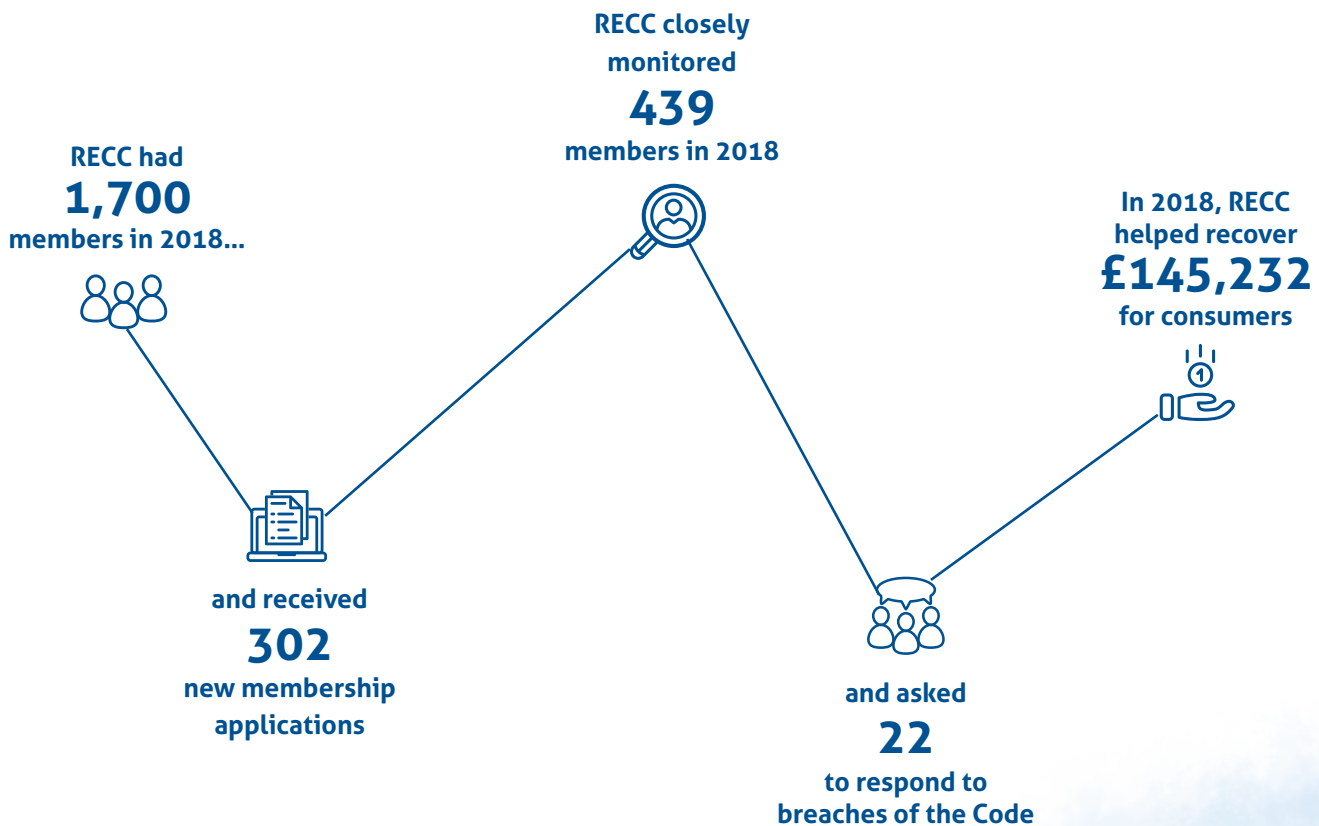 RECC had
1,700
members in 2018...
and received
302
new membership
applications
RECC closely
monitored
439
members in 2018
and asked
22
to respond to
breaches of the Code
In 2018, RECC
helped recover
£145,232
for consumers
1